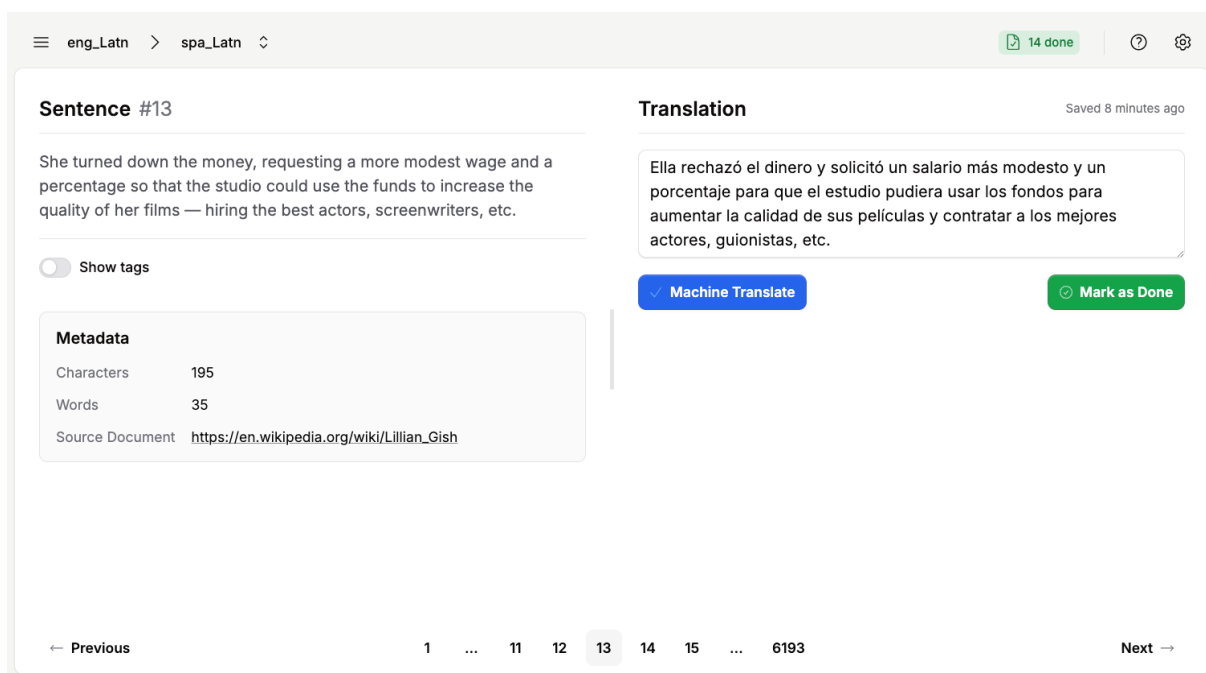 eng_Latn > spa_Latn
14 done
Sentence #13
She turned down the money, requesting a more modest wage and a
percentage so that the studio could use the funds to increase the
quality of her films — hiring the best actors, screenwriters, etc.
Show tags
Metadata
Characters 195
Words 35
Source Document https://en.wikipedia.org/wiki/Lillian_Gish
Translation
Saved 8 minutes ago
Ella rechazó el dinero y solicitó un salario más modesto y un
porcentaje para que el estudio pudiera usar los fondos para
aumentar la calidad de sus películas y contratar a los mejores
actores, guionistas, etc.
Machine Translate
Mark as Done
← Previous
1 ... 11 12 13 14 15 ... 6193
Next →